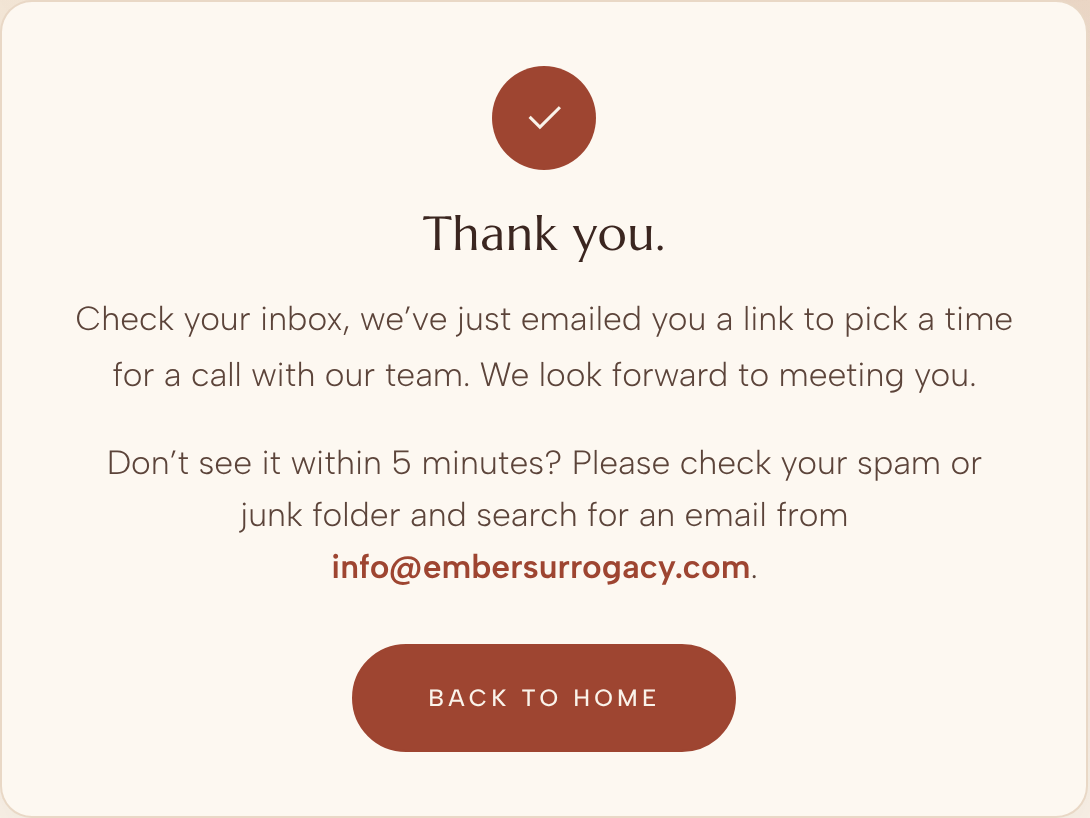 Thank you.
Check your inbox, we’ve just emailed you a link to pick a time
for a call with our team. We look forward to meeting you.
Don’t see it within 5 minutes? Please check your spam or
junk folder and search for an email from
info@embersurrogacy.com.
BACK TO HOME